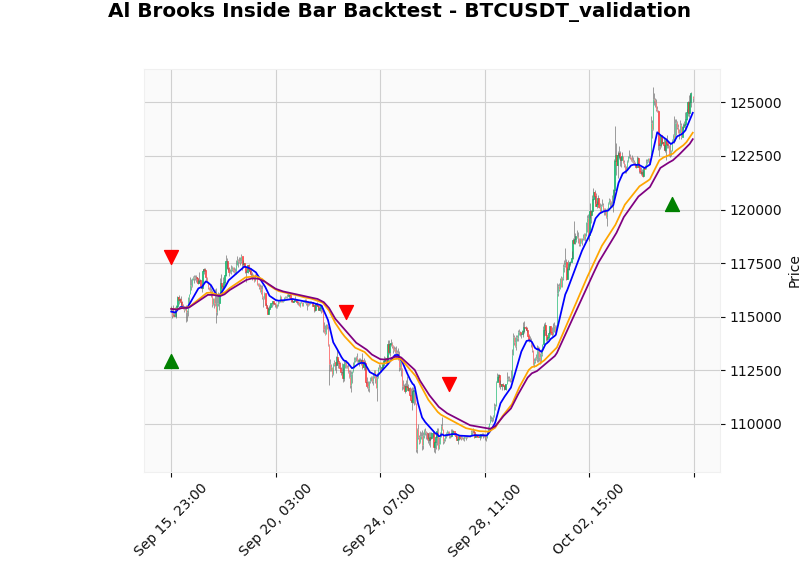 Al Brooks Inside Bar Backtest - BTCUSDT_validation
125000
122500
120000
117500
115000
112500
110000
Price
Sep 15, 23:00
Sep 20, 03:00
Sep 24, 07:00
Sep 28, 11:00
Oct 02, 15:00